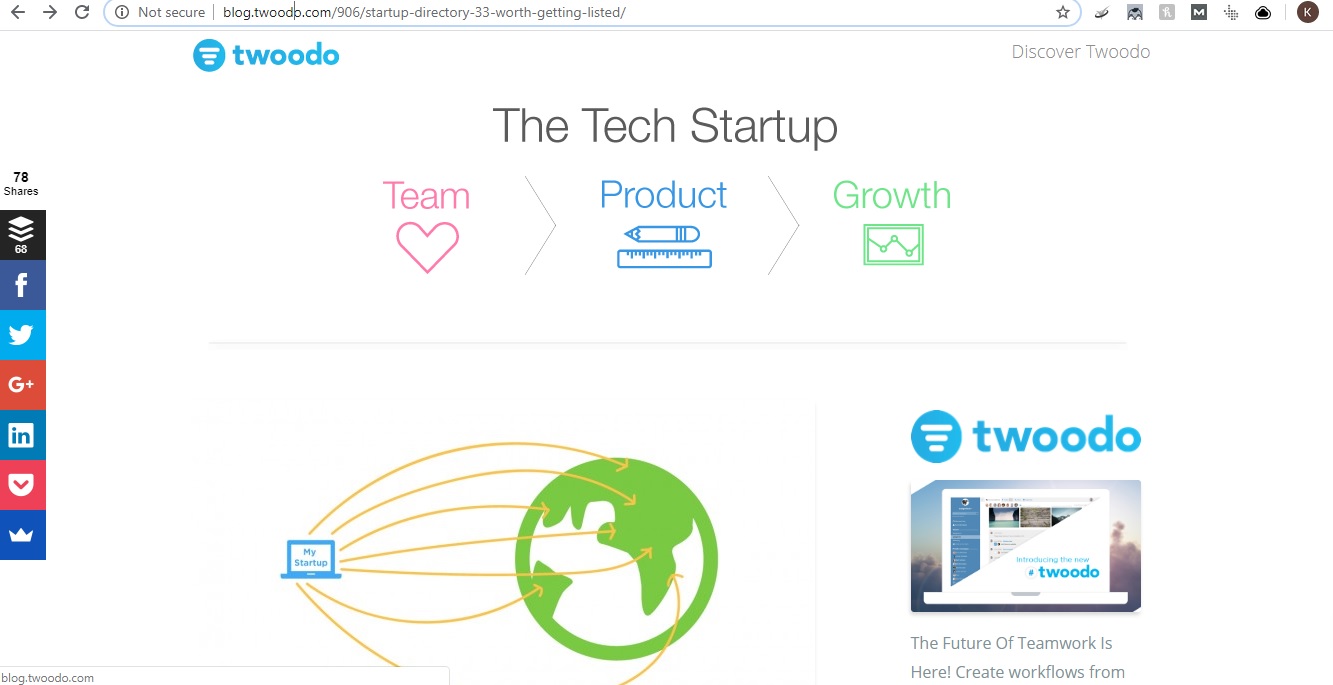 Not secure | blog.twoodo.com/906/startup-directory-33-worth-getting-listed/
K
twoodo
Discover Twoodo
The Tech Startup
Team
Product
Growth
78
Shares
68
f
G+
in
My
Startup
twoodo
Introducing the new
# twoodo
The Future Of Teamwork Is
Here! Create workflows from
blog.twoodo.com